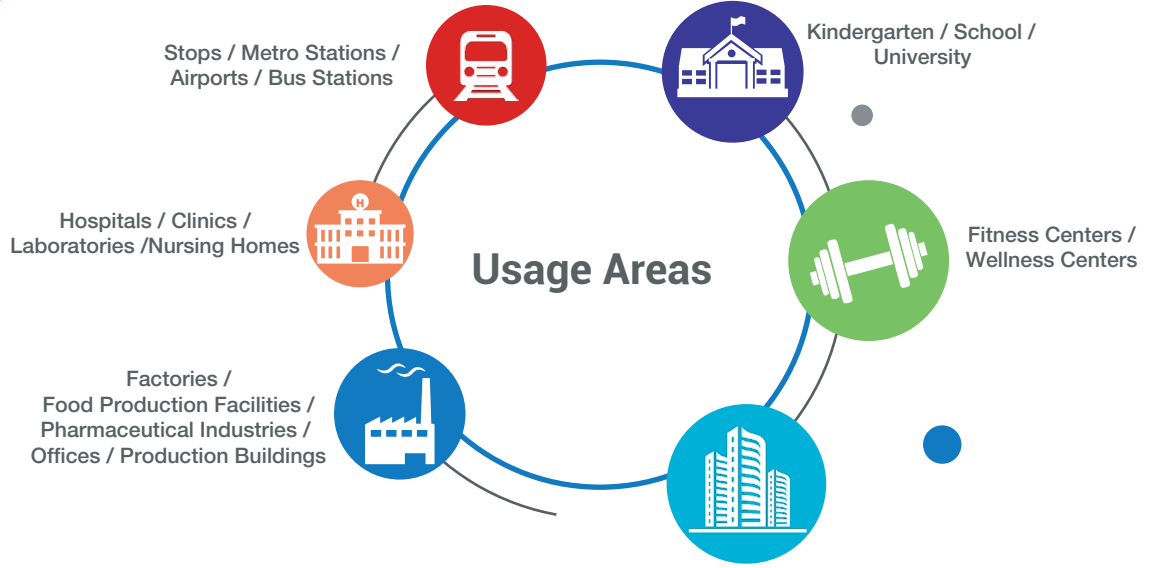 Stops / Metro Stations /
Airports / Bus Stations
Kindergarten / School /
University
Hospitals / Clinics /
Laboratories /Nursing Homes
H
Usage Areas
Fitness Centers /
Wellness Centers
Factories /
Food Production Facilities /
Pharmaceutical Industries /
Offices / Production Buildings